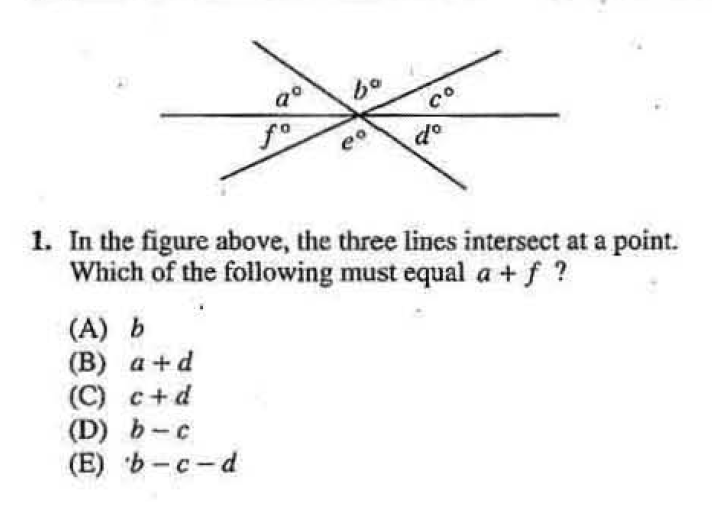 a° b° c°
f° e° d°
1. In the figure above, the three lines intersect at a point.
Which of the following must equal a + f ?
(A) b
(B) a + d
(C) c + d
(D) b − c
(E) b − c − d